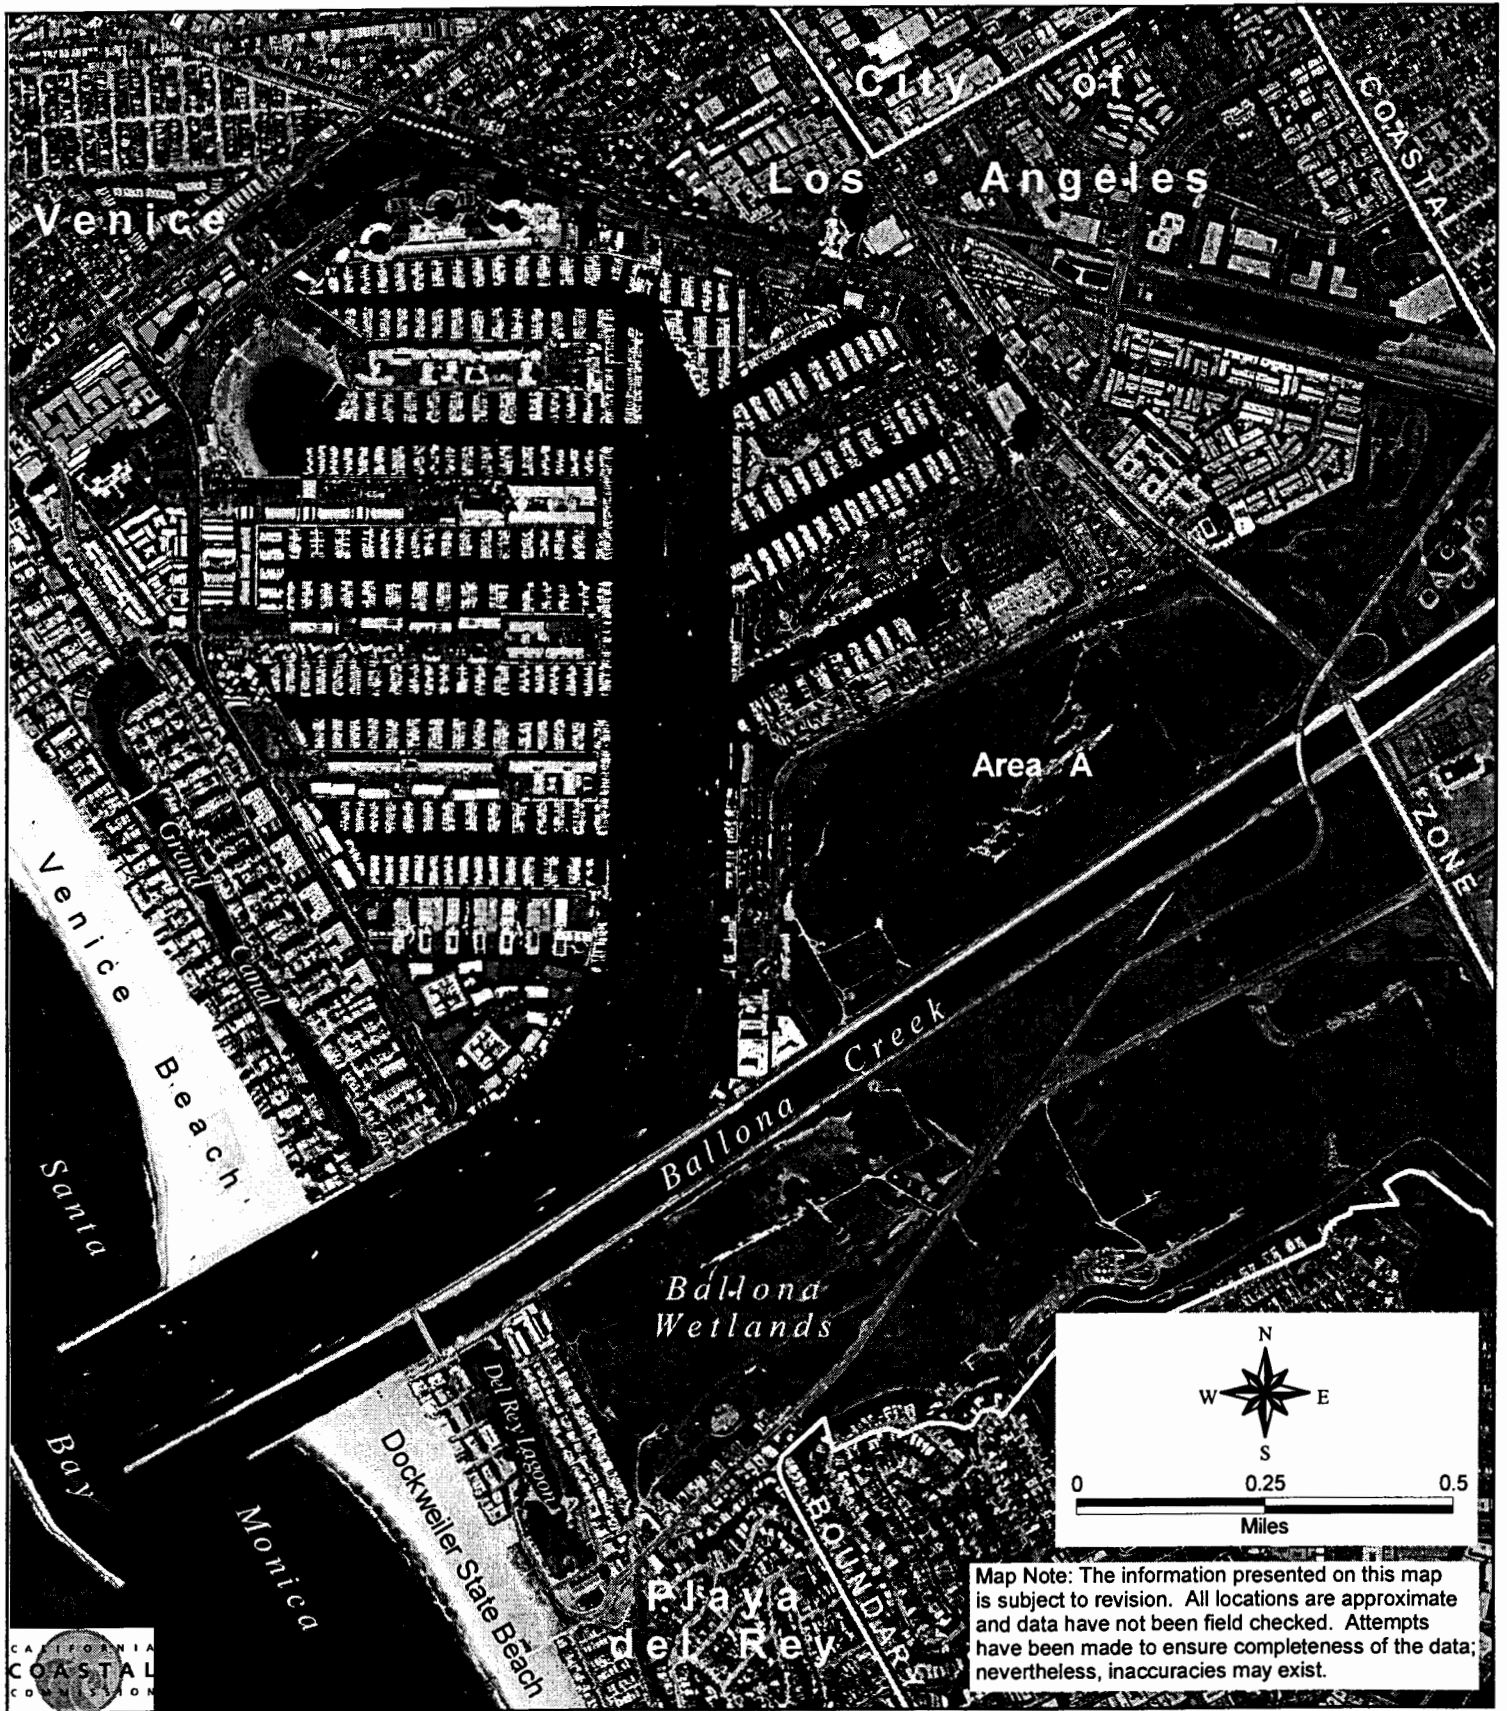 City of
Los Angeles
COASTAL
Venice
Area A
ZONE
Grand
Canal
Venice Beach
Ballona Creek
Santa
Ballona
Wetlands
Del Rey Lagoon
Dockweiler State Beach
Bay
Monica
N
W E
S
0 0.25 0.5
Miles
BOUNDARY
Playa
del Rey
Map Note: The information presented on this map
is subject to revision. All locations are approximate
and data have not been field checked. Attempts
have been made to ensure completeness of the data;
nevertheless, inaccuracies may exist.
CALIFORNIA
COASTAL
COMMISSION